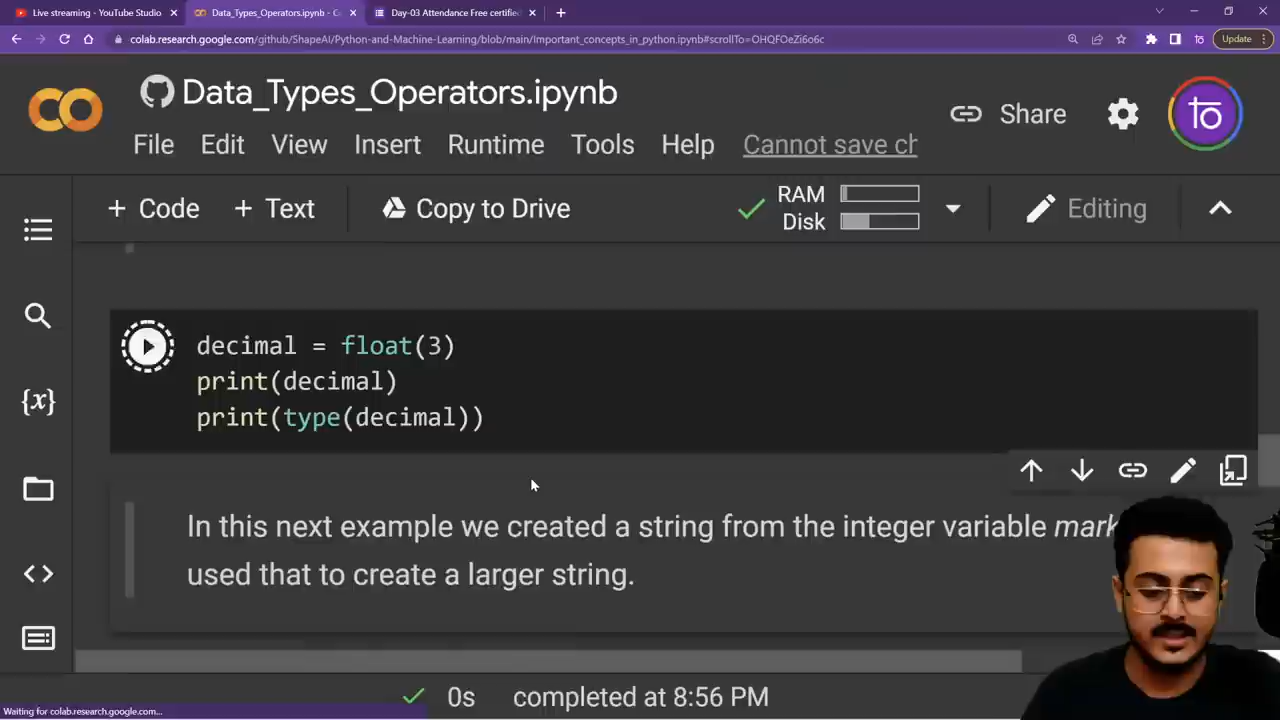 Live streaming - YouTube Studio
Data_Types_Operators.ipynb - C
Day-03 Attendance Free certified
colab.research.google.com/github/ShapeAI/Python-and-Machine-Learning/blob/main/Important_concepts_in_python.ipynb#scrollTo=OHQFOeZi6o6c
Update
Data_Types_Operators.ipynb
Share
File Edit View Insert Runtime Tools Help Cannot save ch
+ Code + Text Copy to Drive
RAM
Disk
Editing
decimal = float(3)
print(decimal)
print(type(decimal))
In this next example we created a string from the integer variable mark
used that to create a larger string.
0s completed at 8:56 PM
Waiting for colab.research.google.com...